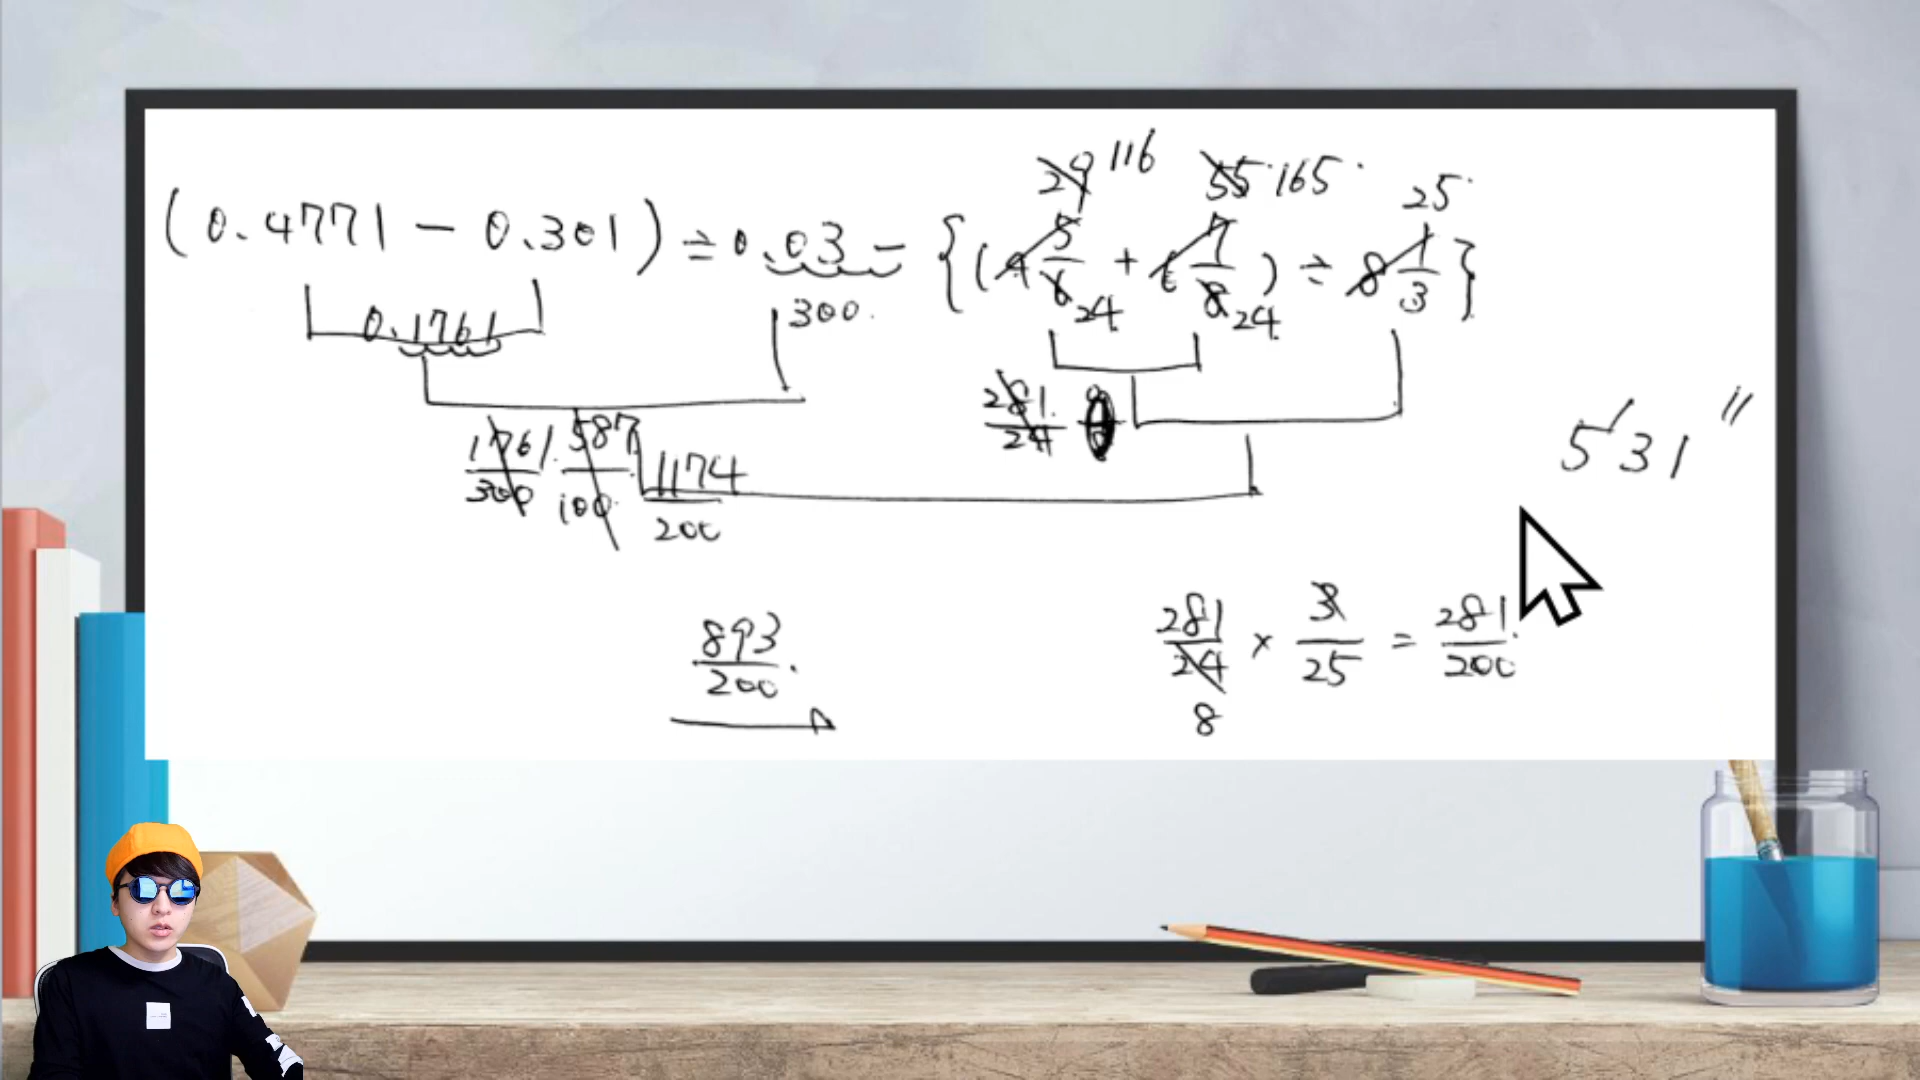 29 116 55 165 25
(0.4771 - 0.301) ÷ 0.03 - {(4 5/6 + 6 7/8) ÷ 8 1/3}
24 24
0.1761 300
281/24
1761/300 587/100 1174/200
5'31"
893/200
281/24 × 3/25 = 281/200
8